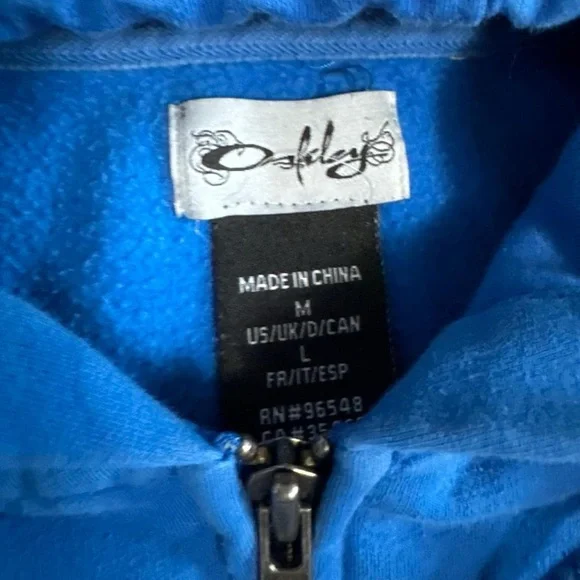 Oakley
MADE IN CHINA
M
US/UK/D/CAN
L
FR/IT/ESP
RN#96548